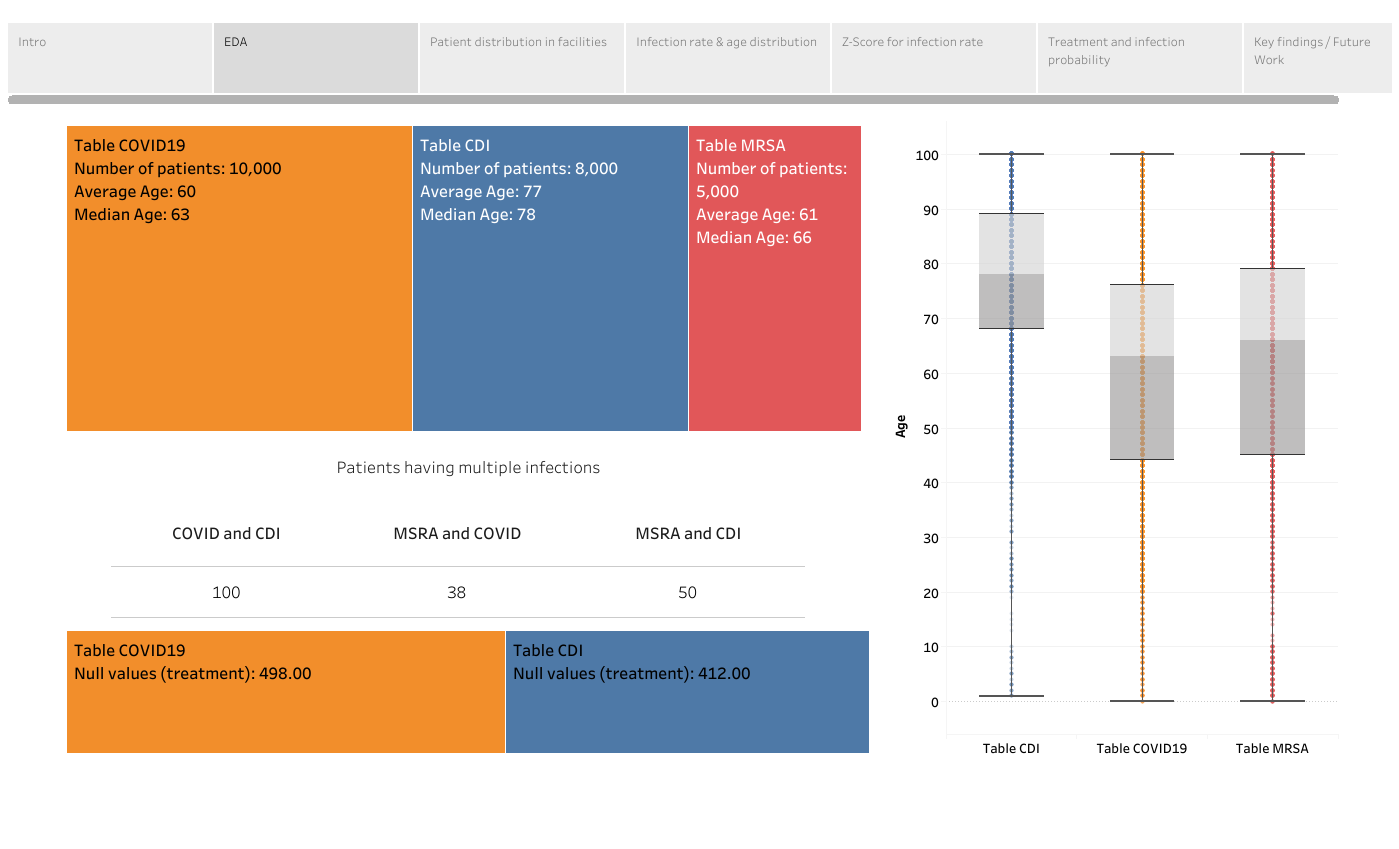 Intro
EDA
Patient distribution in facilities
Infection rate & age distribution
Z-Score for infection rate
Treatment and infection
probability
Key findings / Future
Work
Table COVID19
Number of patients: 10,000
Average Age: 60
Median Age: 63
Table CDI
Number of patients: 8,000
Average Age: 77
Median Age: 78
Table MRSA
Number of patients:
5,000
Average Age: 61
Median Age: 66
Patients having multiple infections
COVID and CDI
MSRA and COVID
MSRA and CDI
100
38
50
Table COVID19
Null values (treatment): 498.00
Table CDI
Null values (treatment): 412.00
Age
100
90
80
70
60
50
40
30
20
10
0
Table CDI
Table COVID19
Table MRSA